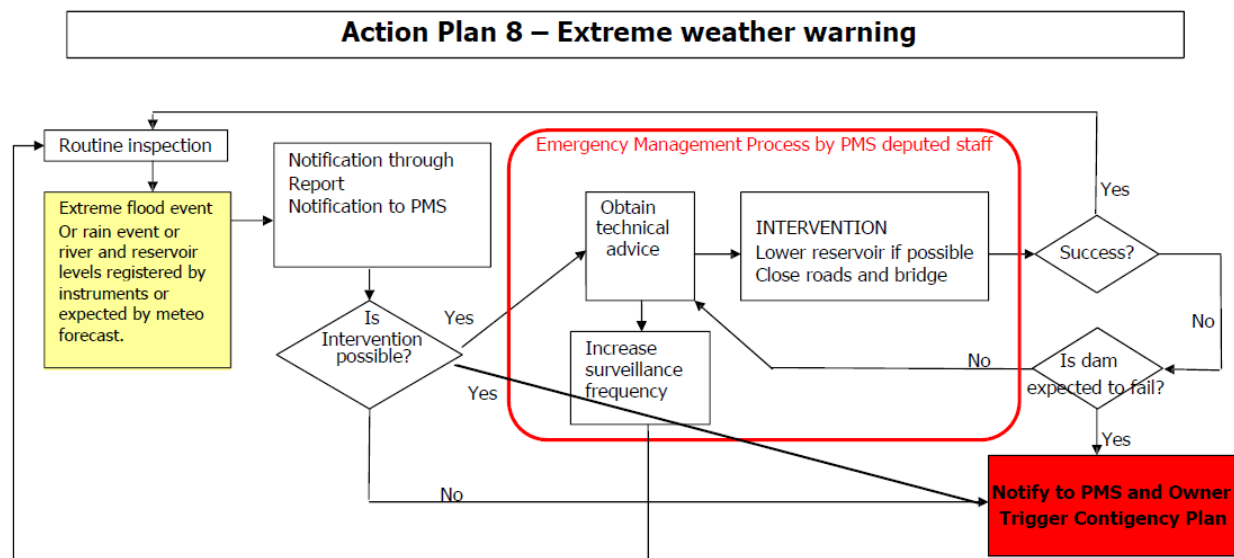 Action Plan 8 – Extreme weather warning
Routine inspection
Extreme flood event
Or rain event or
river and reservoir
levels registered by
instruments or
expected by meteo
forecast.
Notification through
Report
Notification to PMS
Is
Intervention
possible?
Yes
Yes
No
Emergency Management Process by PMS deputed staff
Obtain
technical
advice
Increase
surveillance
frequency
INTERVENTION
Lower reservoir if possible
Close roads and bridge
Success?
Yes
No
Is dam
expected to fail?
No
Yes
Notify to PMS and Owner
Trigger Contigency Plan